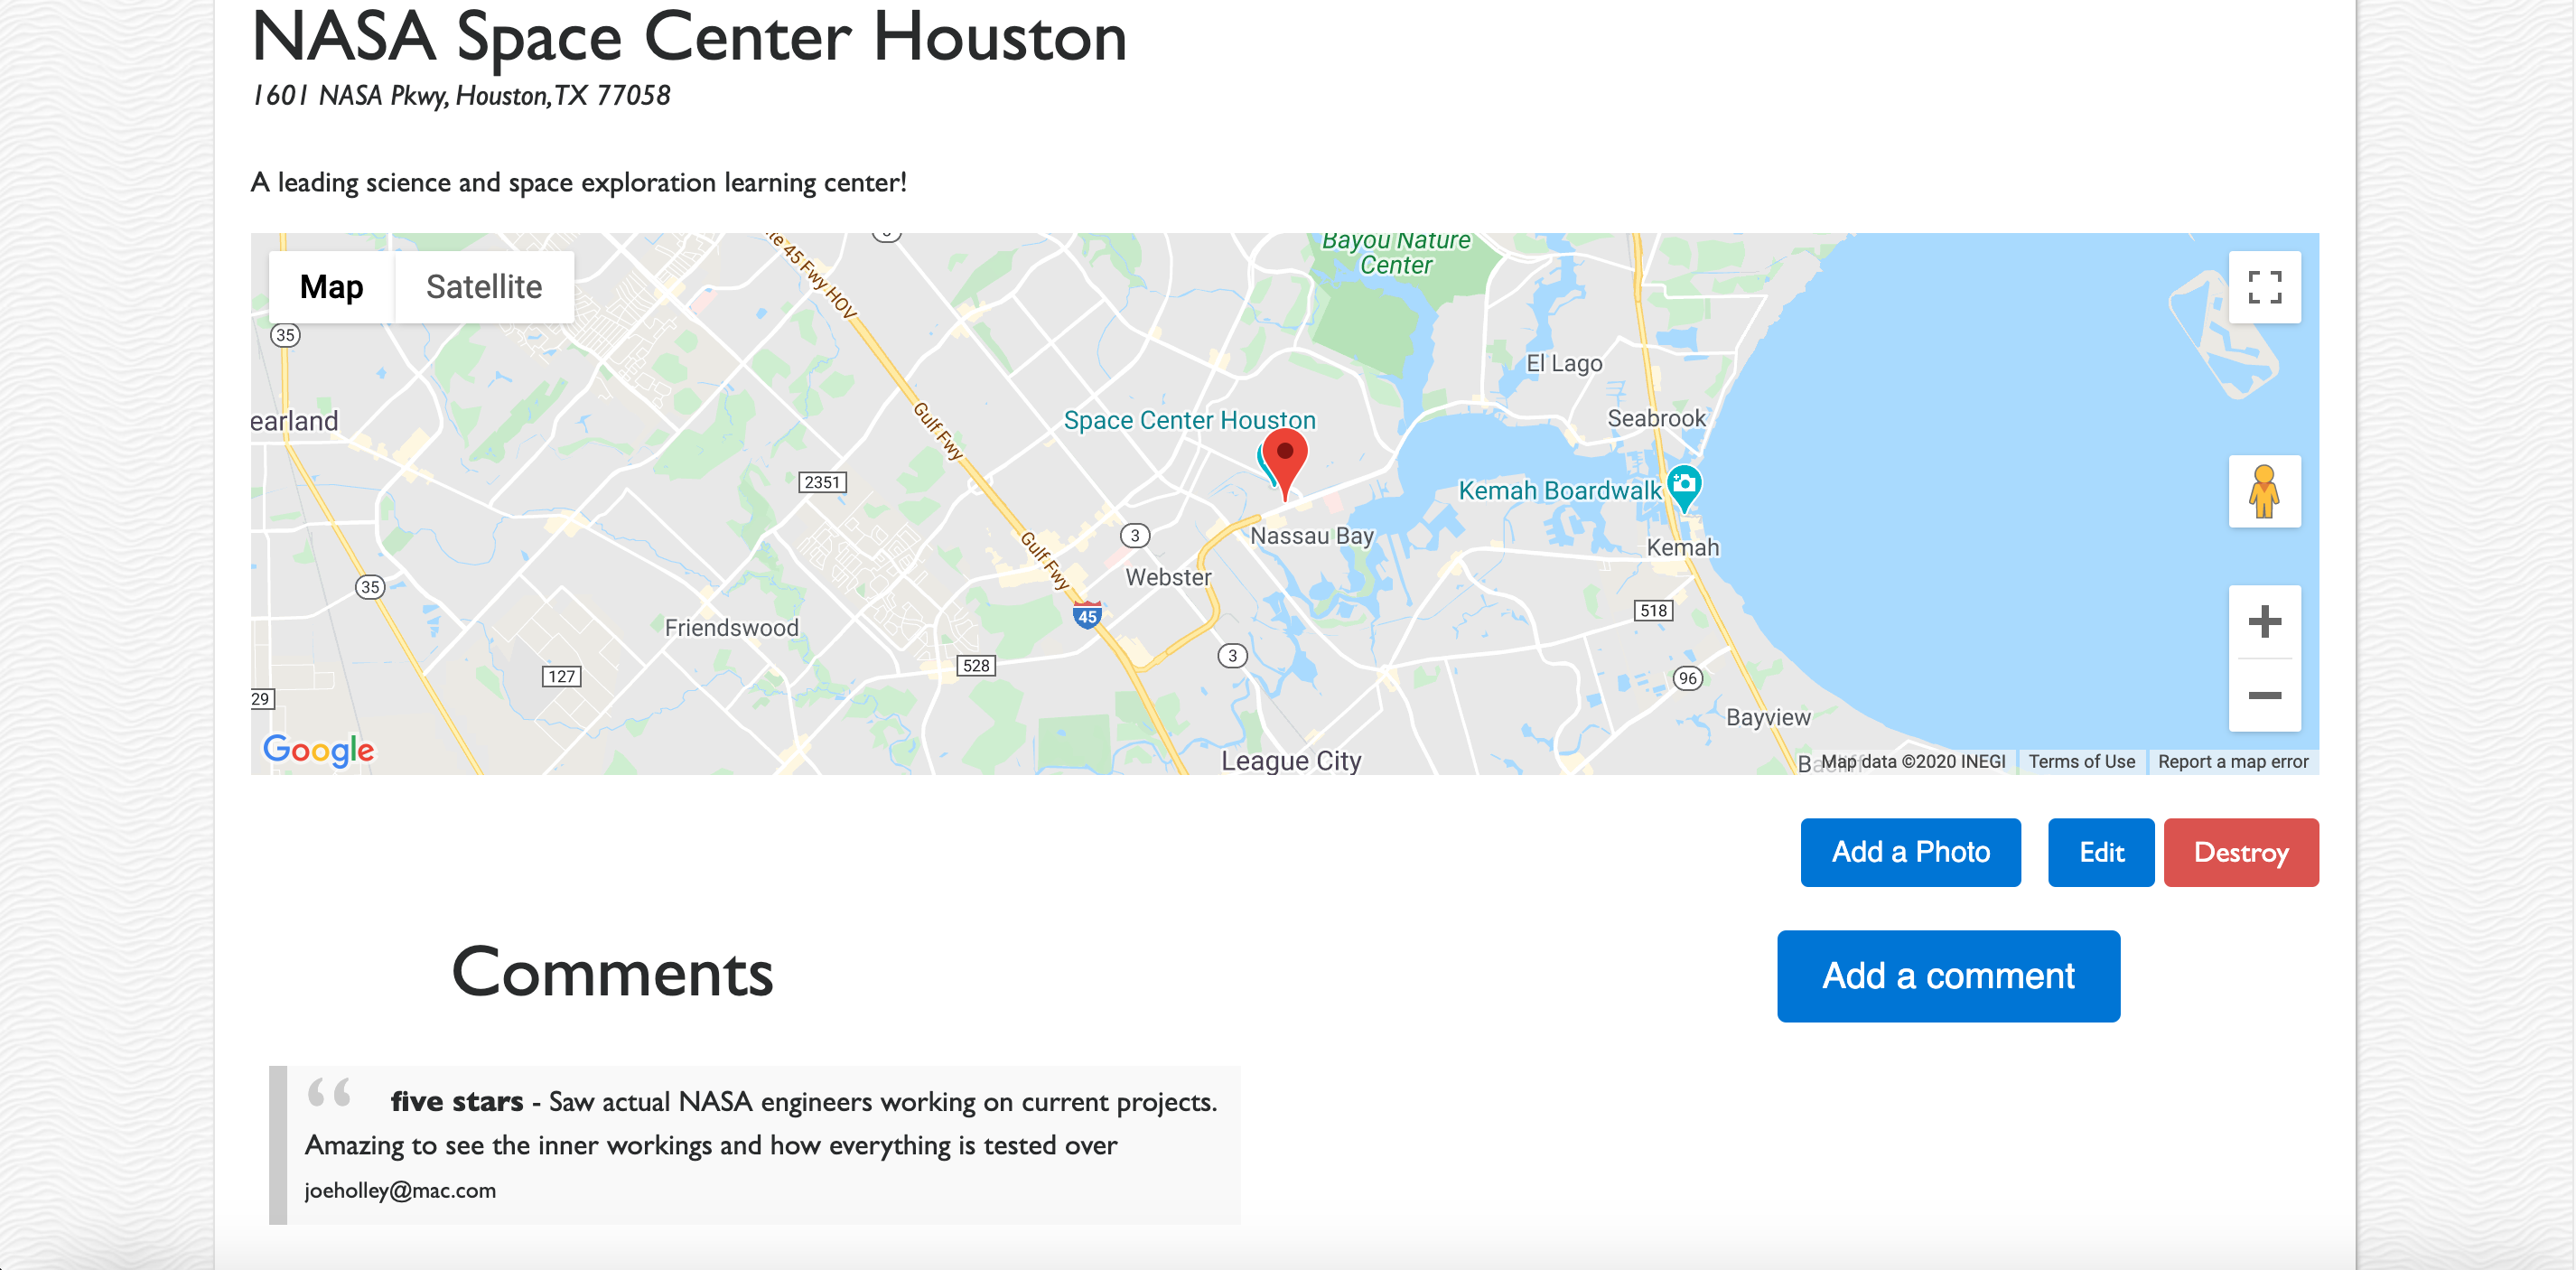 NASA Space Center Houston
1601 NASA Pkwy, Houston,TX 77058
A leading science and space exploration learning center!
Map
Satellite
45 Fwy HOV
Bayou Nature
Center
35
El Lago
earland
Gulf Fwy
Space Center Houston
Seabrook
2351
Kemah Boardwalk
3
Nassau Bay
Kemah
Gulf Fwy
Webster
35
45
518
Friendswood
3
528
127
96
29
Bayview
Google
League City
Map data ©2020 INEGI
Terms of Use
Report a map error
Add a Photo
Edit
Destroy
Comments
Add a comment
“ five stars - Saw actual NASA engineers working on current projects.
Amazing to see the inner workings and how everything is tested over
joeholley@mac.com